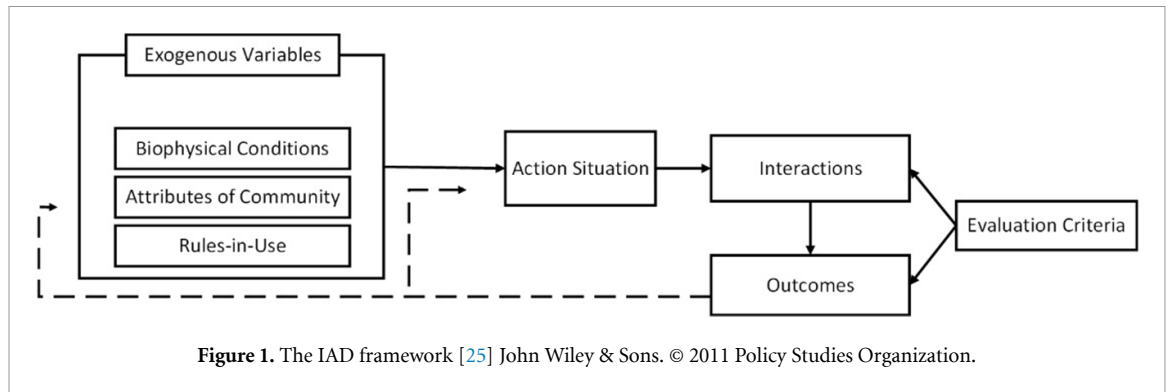 Exogenous Variables
Biophysical Conditions
Attributes of Community
Rules-in-Use
Action Situation
Interactions
Outcomes
Evaluation Criteria
Figure 1. The IAD framework [25] John Wiley & Sons. © 2011 Policy Studies Organization.